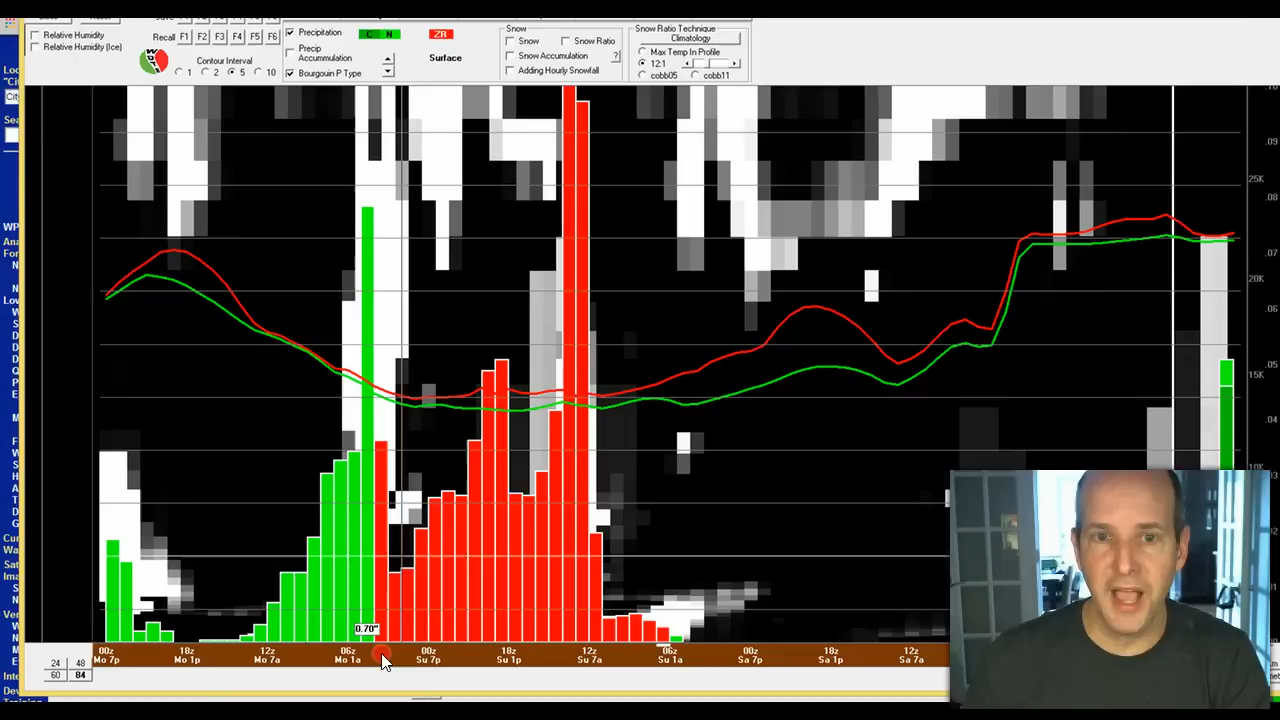 Relative Humidity
Relative Humidity (Ice)
Recall F1 F2 F3 F4 F5 F6
Contour Interval
1 2 5 10
Precipitation
C N
ZR
Precip
Accumulation
Bourgouin P Type
Surface
Snow
Snow Snow Ratio
Snow Accumulation ?
Adding Hourly Snowfall
Snow Ratio Technique
Climatology
Max Temp In Profile
12:1
cobb05 cobb11
.09
25K
.08
.07
20K
.06
.05
15K
.04
0.70"
00z 18z 12z 06z 00z 18z 12z 06z 00z 18z 12z
Mo 7p Mo 1p Mo 7a Mo 1a Su 7p Su 1p Su 7a Su 1a Sa 7p Sa 1p Sa 7a
24 48
60 84